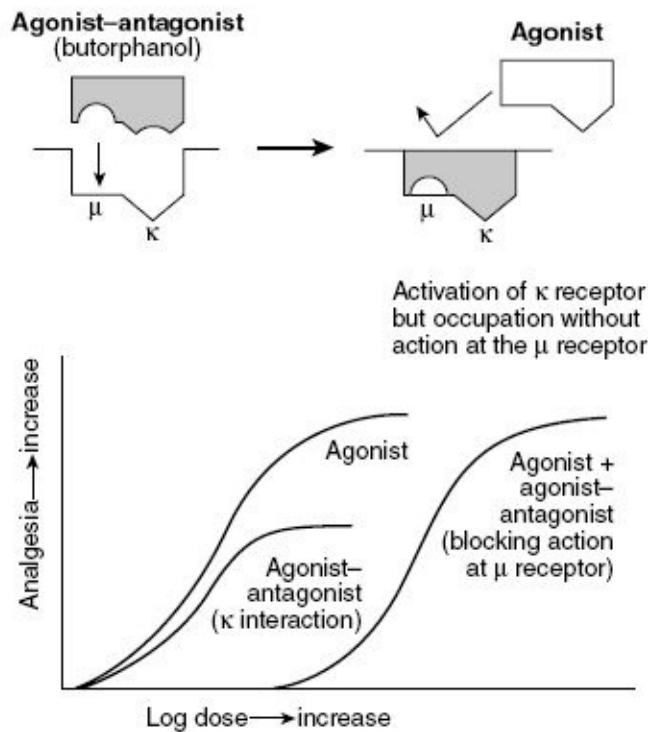 Agonist–antagonist
(butorphanol)
Agonist
μ
κ
μ
κ
Activation of κ receptor
but occupation without
action at the μ receptor
Analgesia→increase
Agonist
Agonist–
antagonist
(κ interaction)
Agonist +
agonist–
antagonist
(blocking action
at μ receptor)
Log dose→increase